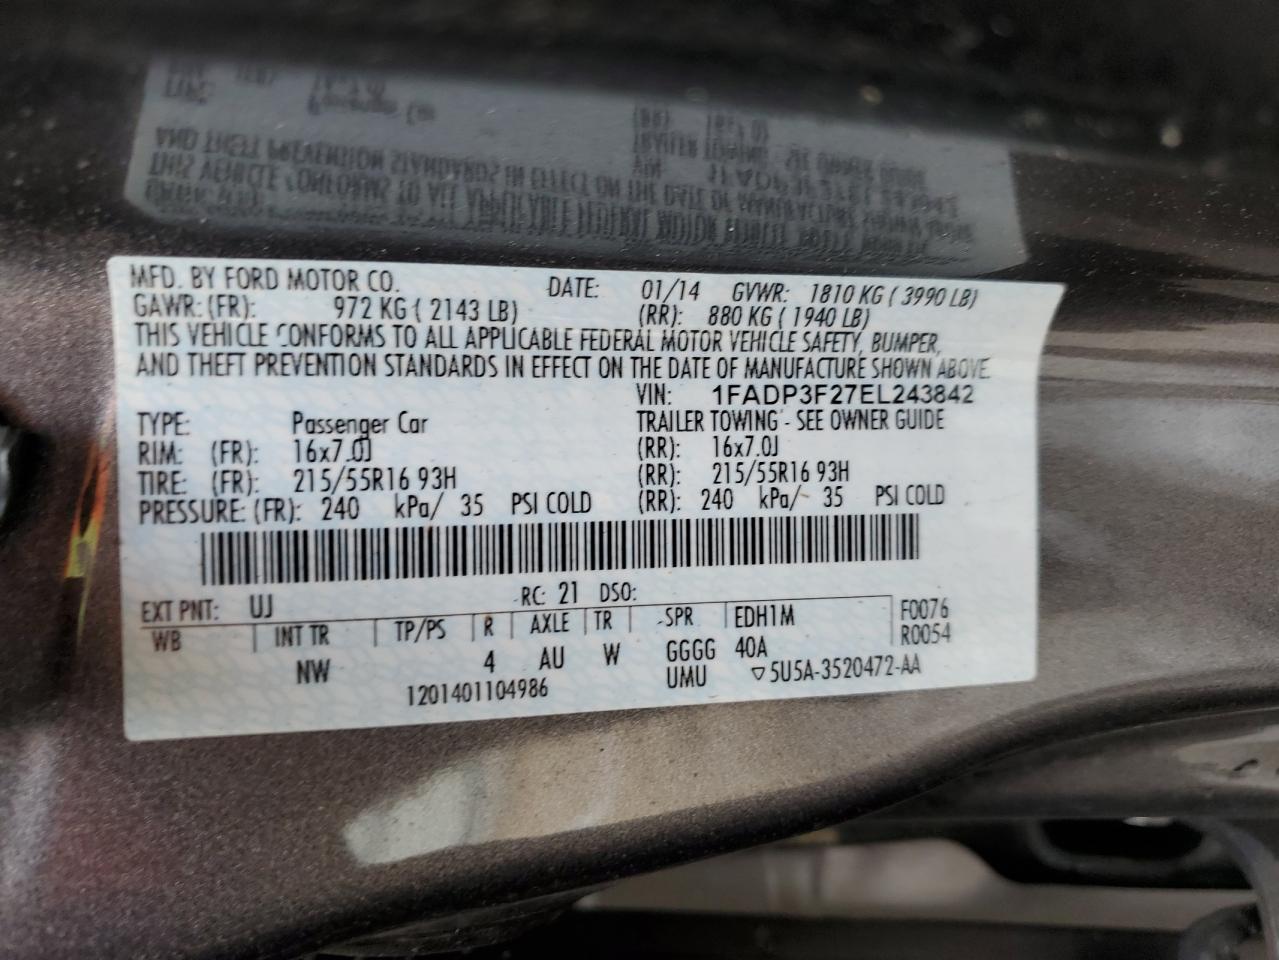 MFD. BY FORD MOTOR CO. DATE: 01/14 GVWR: 1810 KG ( 3990 LB)
GAWR: (FR): 972 KG ( 2143 LB) (RR): 880 KG ( 1940 LB)
THIS VEHICLE CONFORMS TO ALL APPLICABLE FEDERAL MOTOR VEHICLE SAFETY, BUMPER,
AND THEFT PREVENTION STANDARDS IN EFFECT ON THE DATE OF MANUFACTURE SHOWN ABOVE.
VIN: 1FADP3F27EL243842
TYPE: Passenger Car TRAILER TOWING - SEE OWNER GUIDE
RIM: (FR): 16x7.0J (RR): 16x7.0J
TIRE: (FR): 215/55R16 93H (RR): 215/55R16 93H
PRESSURE: (FR): 240 kPa/ 35 PSI COLD (RR): 240 kPa/ 35 PSI COLD
EXT PNT: UJ RC: 21 DSO:
WB INT TR TP/PS R AXLE TR SPR EDH1M F0076
R0054
NW 4 AU W GGGG 40A
UMU ▽5U5A-3520472-AA
1201401104986